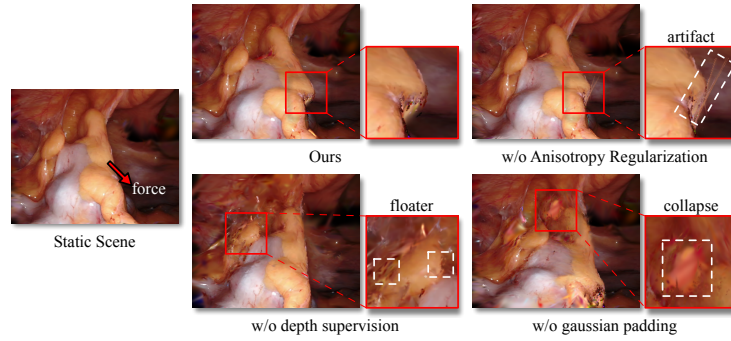 artifact
Ours
w/o Anisotropy Regularization
force
Static Scene
floater
collapse
w/o depth supervision
w/o gaussian padding